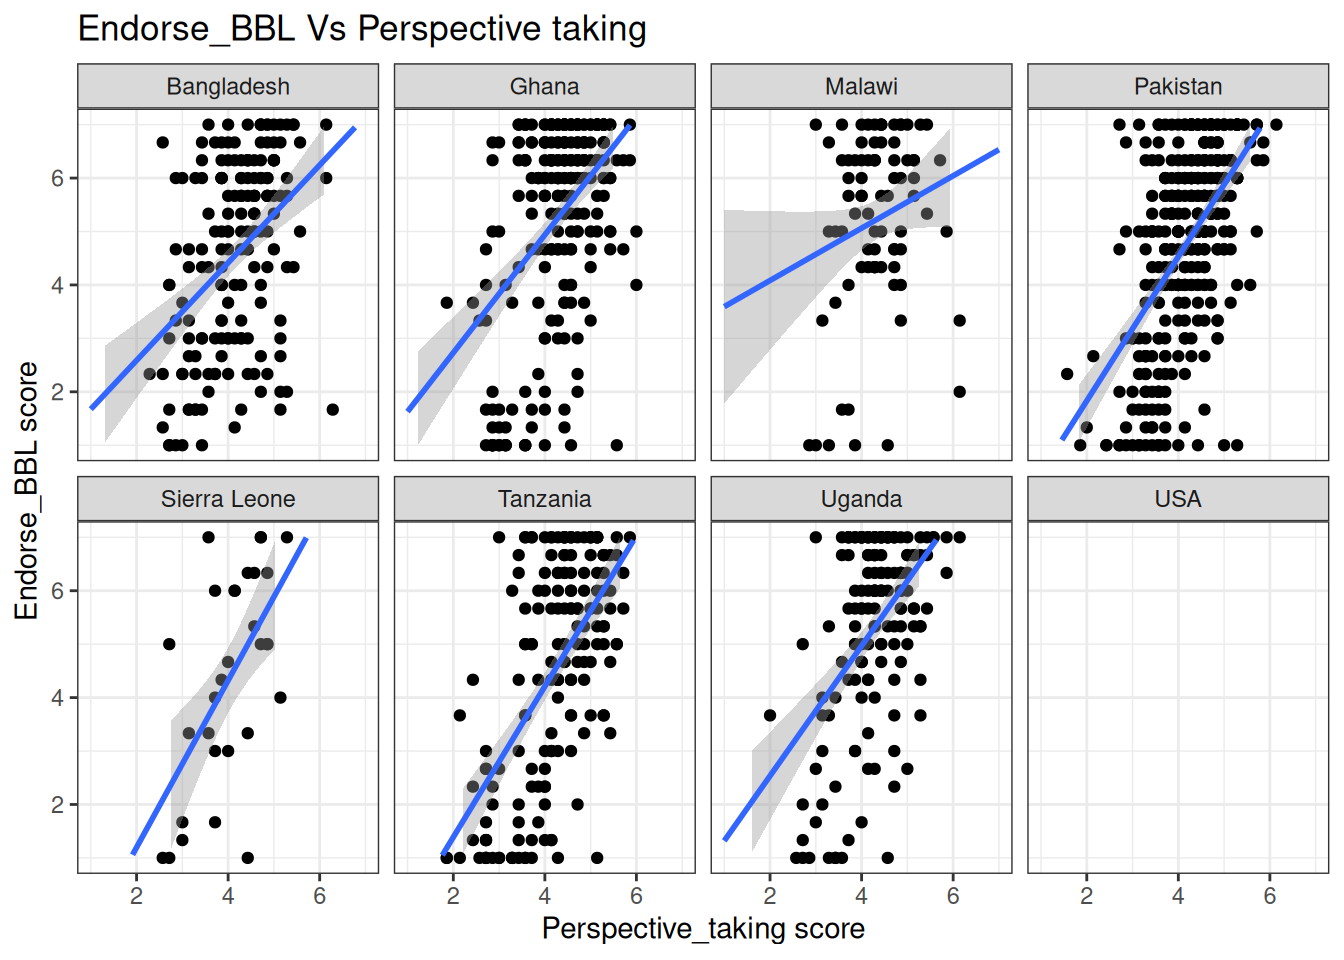 Endorse_BBL Vs Perspective taking
Bangladesh
Ghana
Malawi
Pakistan
6
4
2
Sierra Leone
Tanzania
Uganda
USA
6
4
2
2 4 6
2 4 6
2 4 6
2 4 6
Endorse_BBL score
Perspective_taking score